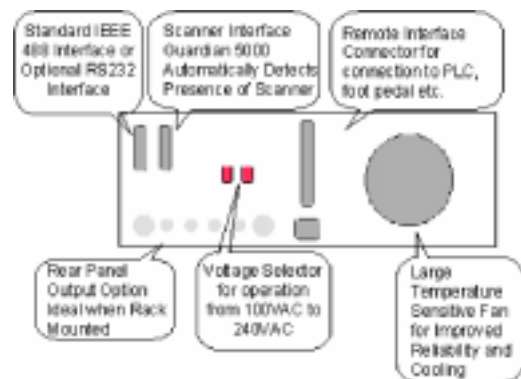 Standard IEEE
488 Interface or
Optional RS232
Interface
Scanner Interface
Guardian 5000
Automatically Detects
Presence of Scanner
Remote Interface
Connector for
connection to PLC,
foot pedal etc.
Rear Panel
Output Option
Ideal when Rack
Mounted
Voltage Selector
for operation
from 100VAC to
240VAC
Large
Temperature
Sensitive Fan
for Improved
Reliability and
Cooling